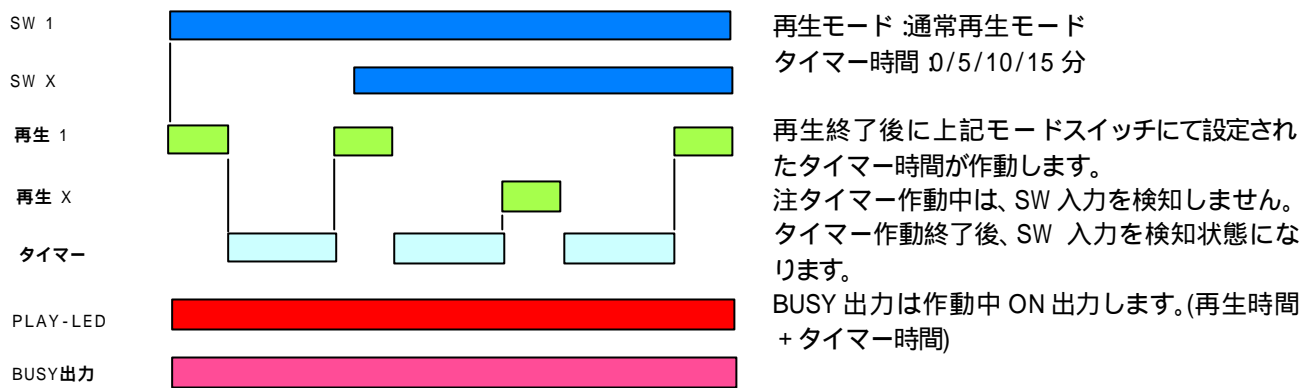 SW 1
SW X
再生 1
再生 X
タイマー
PLAY-LED
BUSY出力
再生モード:通常再生モード
タイマー時間:0/5/10/15 分
再生終了後に上記モードスイッチにて設定され
たタイマー時間が作動します。
注タイマー作動中は、SW 入力を検知しません。
タイマー作動終了後、SW 入力を検知状態にな
ります。
BUSY 出力は作動中 ON 出力します。(再生時間
+タイマー時間)